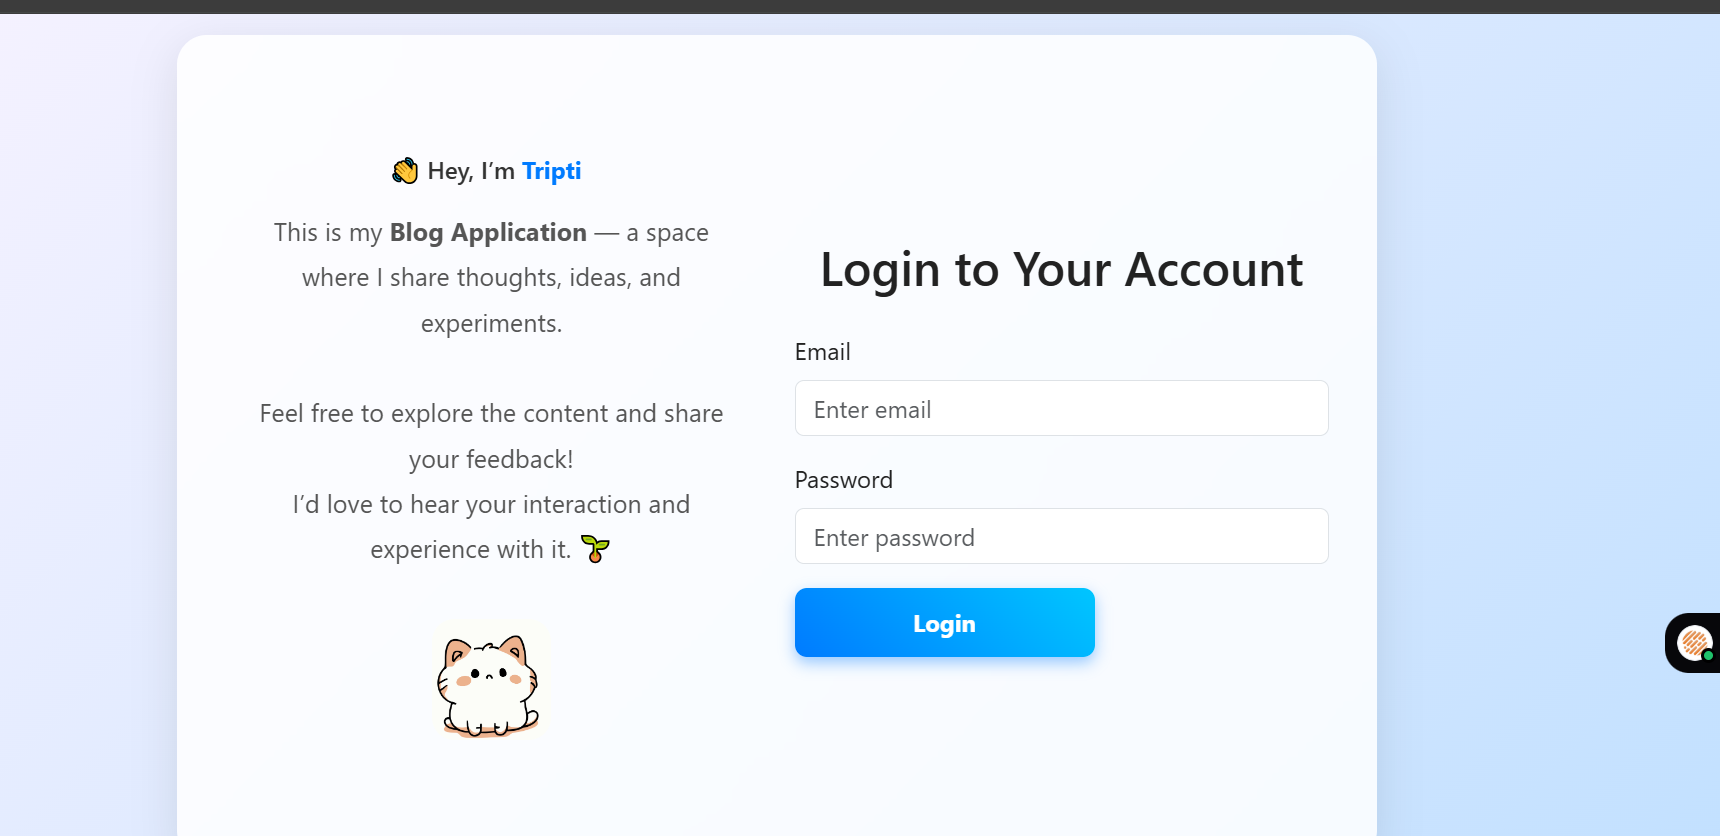 👋 Hey, I’m Tripti
This is my Blog Application — a space
where I share thoughts, ideas, and
experiments.
Feel free to explore the content and share
your feedback!
I’d love to hear your interaction and
experience with it. 🌱
Login to Your Account
Email
Enter email
Password
Enter password
Login